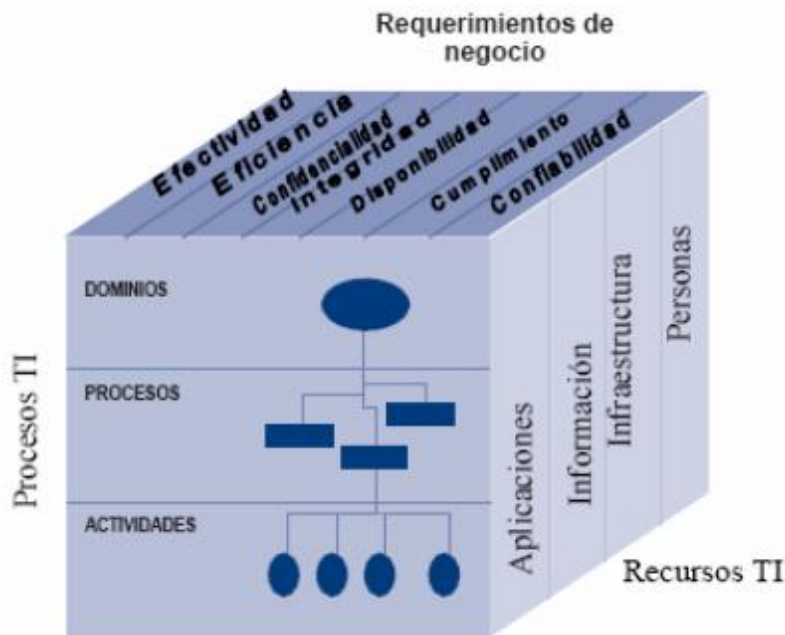 Requerimientos de
negocio
Efectividad
Eficiencia
Confidencialidad
Integridad
Disponibilidad
Cumplimiento
Confiabilidad
DOMINIOS
PROCESOS
ACTIVIDADES
Procesos TI
Aplicaciones
Información
Infraestructura
Personas
Recursos TI